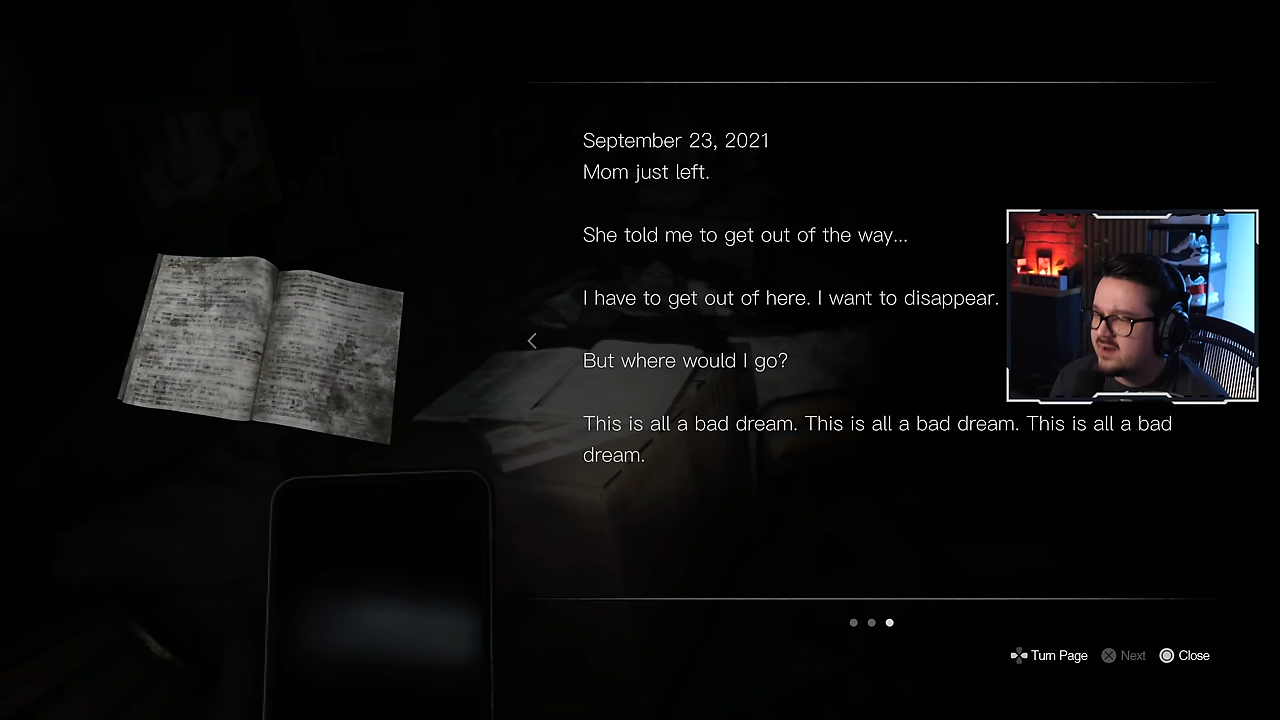 September 23, 2021
Mom just left.
She told me to get out of the way...
I have to get out of here. I want to disappear.
But where would I go?
This is all a bad dream. This is all a bad dream. This is all a bad
dream.
Turn Page Next Close